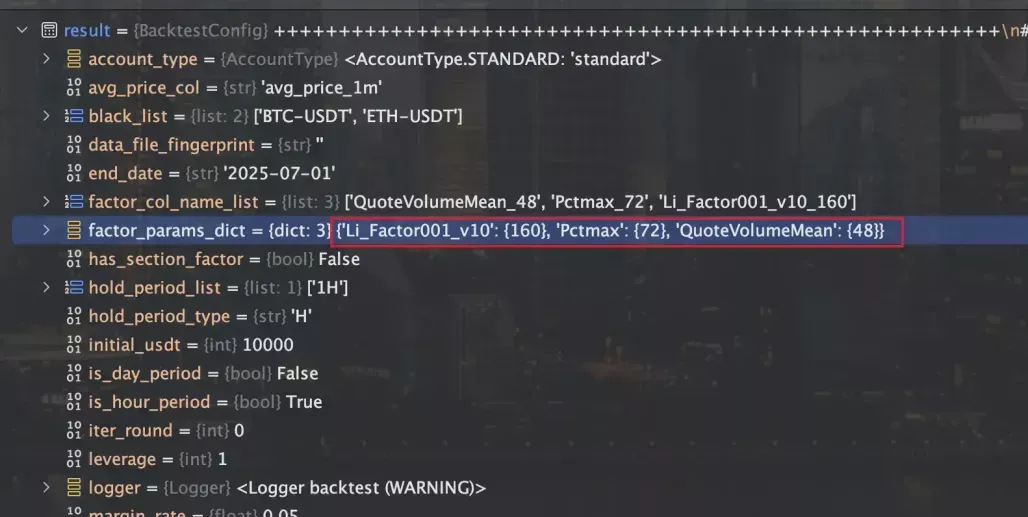 result = {BacktestConfig} ++++++++++++++++++++++++++++++++++++++++++++++++++++++++++++\n#
account_type = {AccountType} <AccountType.STANDARD: 'standard'>
avg_price_col = {str} 'avg_price_1m'
black_list = {list: 2} ['BTC-USDT', 'ETH-USDT']
data_file_fingerprint = {str} ''
end_date = {str} '2025-07-01'
factor_col_name_list = {list: 3} ['QuoteVolumeMean_48', 'Pctmax_72', 'Li_Factor001_v10_160']
factor_params_dict = {dict: 3} {'Li_Factor001_v10': {160}, 'Pctmax': {72}, 'QuoteVolumeMean': {48}}
has_section_factor = {bool} False
hold_period_list = {list: 1} ['1H']
hold_period_type = {str} 'H'
initial_usdt = {int} 10000
is_day_period = {bool} False
is_hour_period = {bool} True
iter_round = {int} 0
leverage = {int} 1
logger = {Logger} <Logger backtest (WARNING)>
margin_rate = {float} 0.05